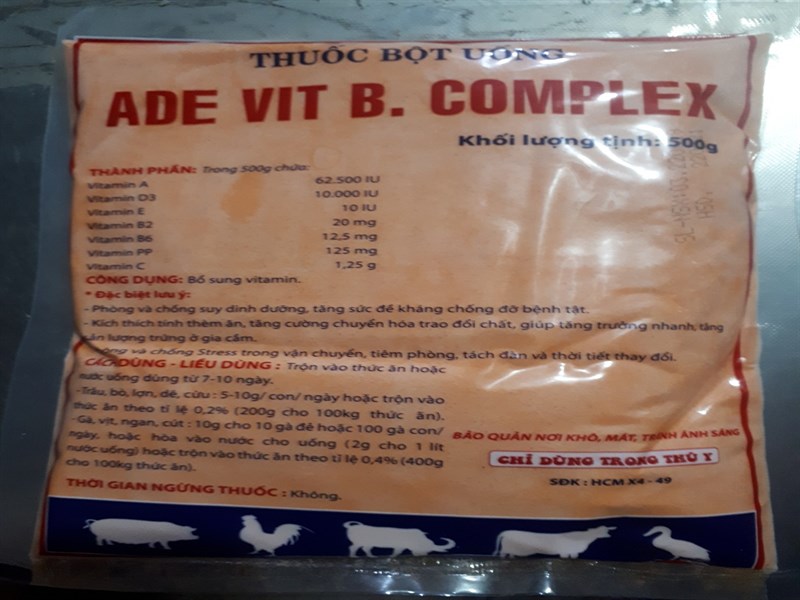 THUỐC BỘT UỐNG
ADE VIT B. COMPLEX
Khối lượng tịnh: 500g
THÀNH PHẦN: Trong 500g chứa:
Vitamin A 62.500 IU
Vitamin D3 10.000 IU
Vitamin E 10 IU
Vitamin B2 20 mg
Vitamin B6 12,5 mg
Vitamin PP 125 mg
Vitamin C 1,25 g
CÔNG DỤNG: Bổ sung vitamin.
* Đặc biệt lưu ý:
- Phòng và chống suy dinh dưỡng, tăng sức đề kháng chống đỡ bệnh tật.
- Kích thích tính thèm ăn, tăng cường chuyển hóa trao đổi chất, giúp tăng trưởng nhanh, tăng
sản lượng trứng ở gia cầm.
và chống Stress trong vận chuyển, tiêm phòng, tách đàn và thời tiết thay đổi.
CÁCH DÙNG - LIỀU DÙNG : Trộn vào thức ăn hoặc
nước uống dùng từ 7-10 ngày.
-Trâu, bò, lợn, dê, cừu : 5-10g/ con/ ngày hoặc trộn vào
thức ăn theo tỉ lệ 0,2% (200g cho 100kg thức ăn).
- Gà, vịt, ngan, cút : 10g cho 10 gà đẻ hoặc 100 gà con/
ngày, hoặc hòa vào nước cho uống (2g cho 1 lít
nước uống) hoặc trộn vào thức ăn theo tỉ lệ 0,4% (400g
cho 100kg thức ăn).
THỜI GIAN NGỪNG THUỐC : Không.
BẢO QUẢN NƠI KHÔ, MÁT, TRÁNH ÁNH SÁNG
CHỈ DÙNG TRONG THÚ Y
SĐK : HCM X4 - 49